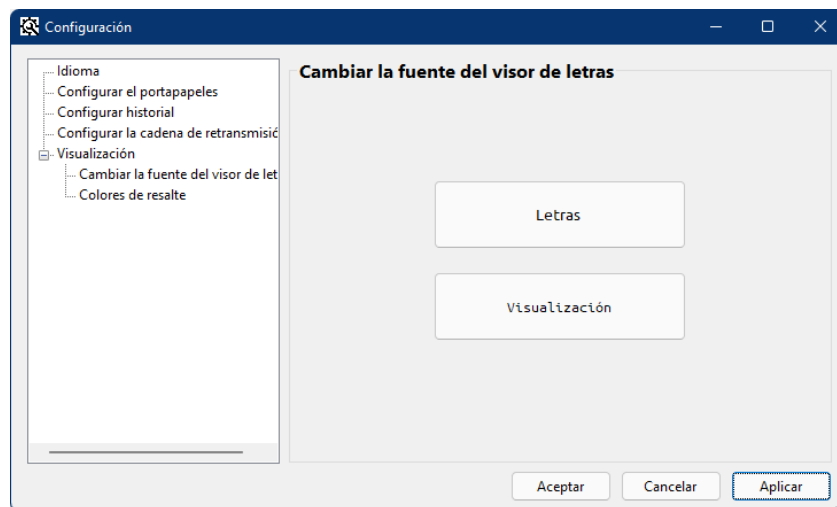 Configuración
Idioma
Configurar el portapapeles
Configurar historial
Configurar la cadena de retransmisić
Visualización
Cambiar la fuente del visor de let
Colores de resalte
Cambiar la fuente del visor de letras
Letras
Visualización
Aceptar
Cancelar
Aplicar